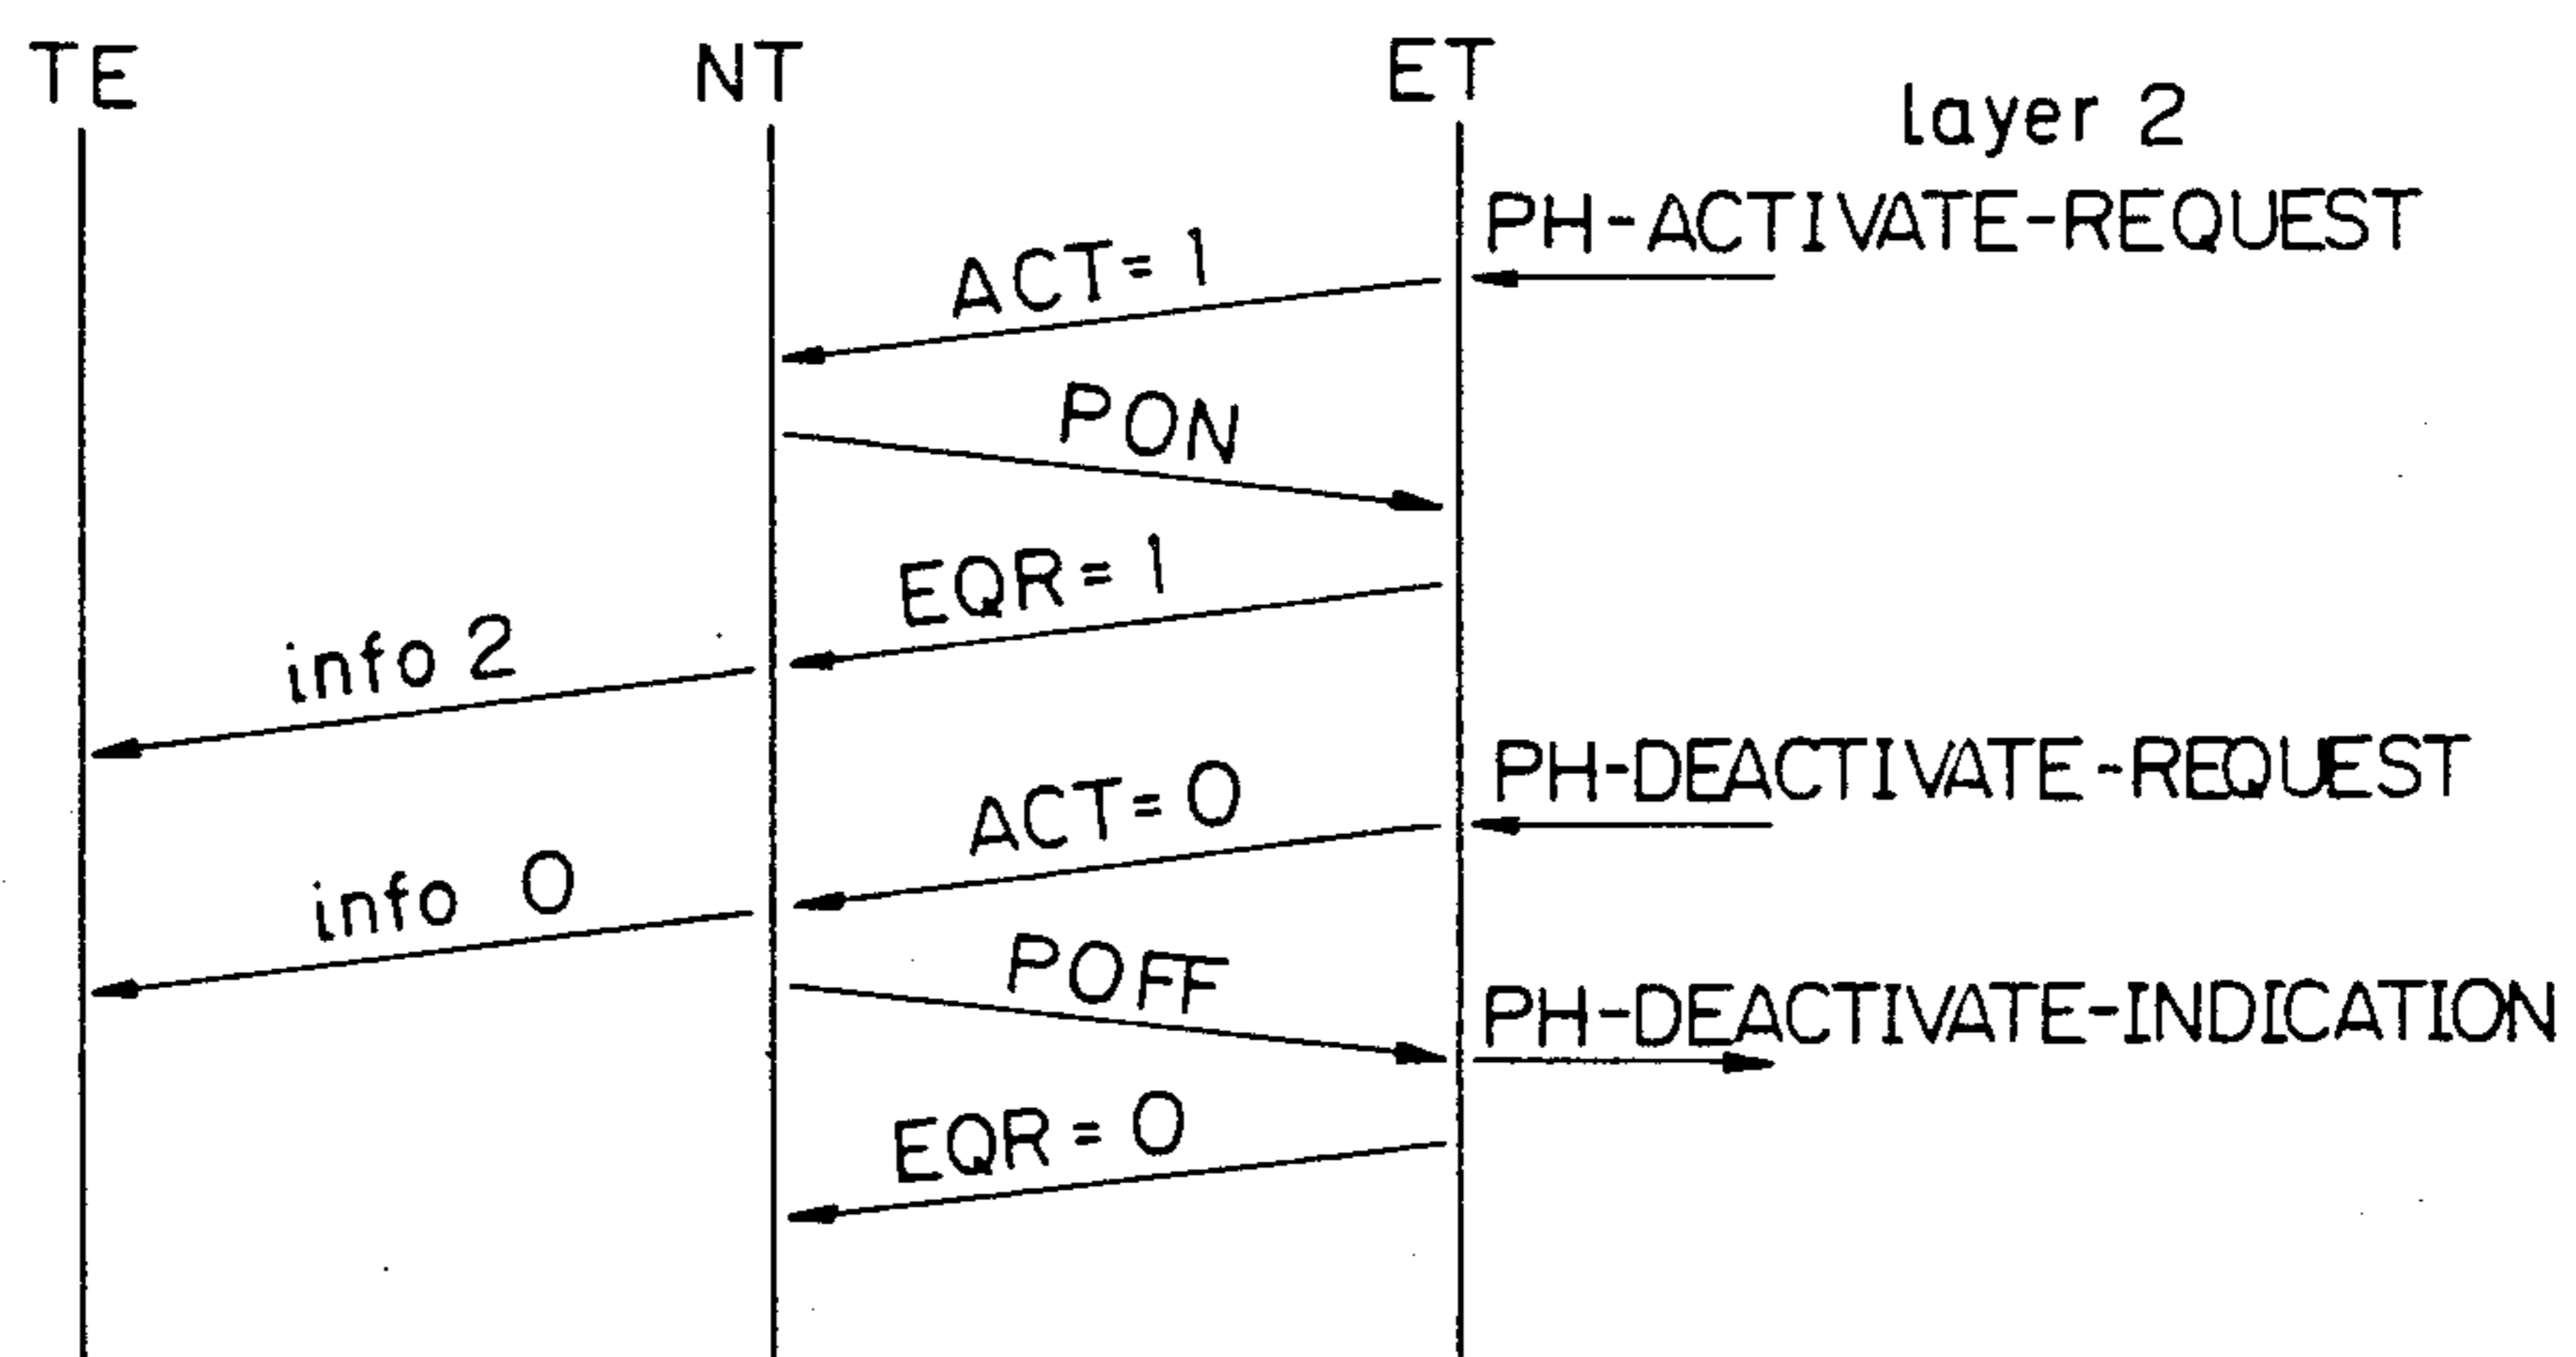 TE
NT
ET
layer 2
PH-ACTIVATE-REQUEST
ACT= 1
PON
EQR= 1
info 2
PH-DEACTIVATE-REQUEST
ACT= 0
info 0
POFF
PH-DEACTIVATE-INDICATION
EQR= 0